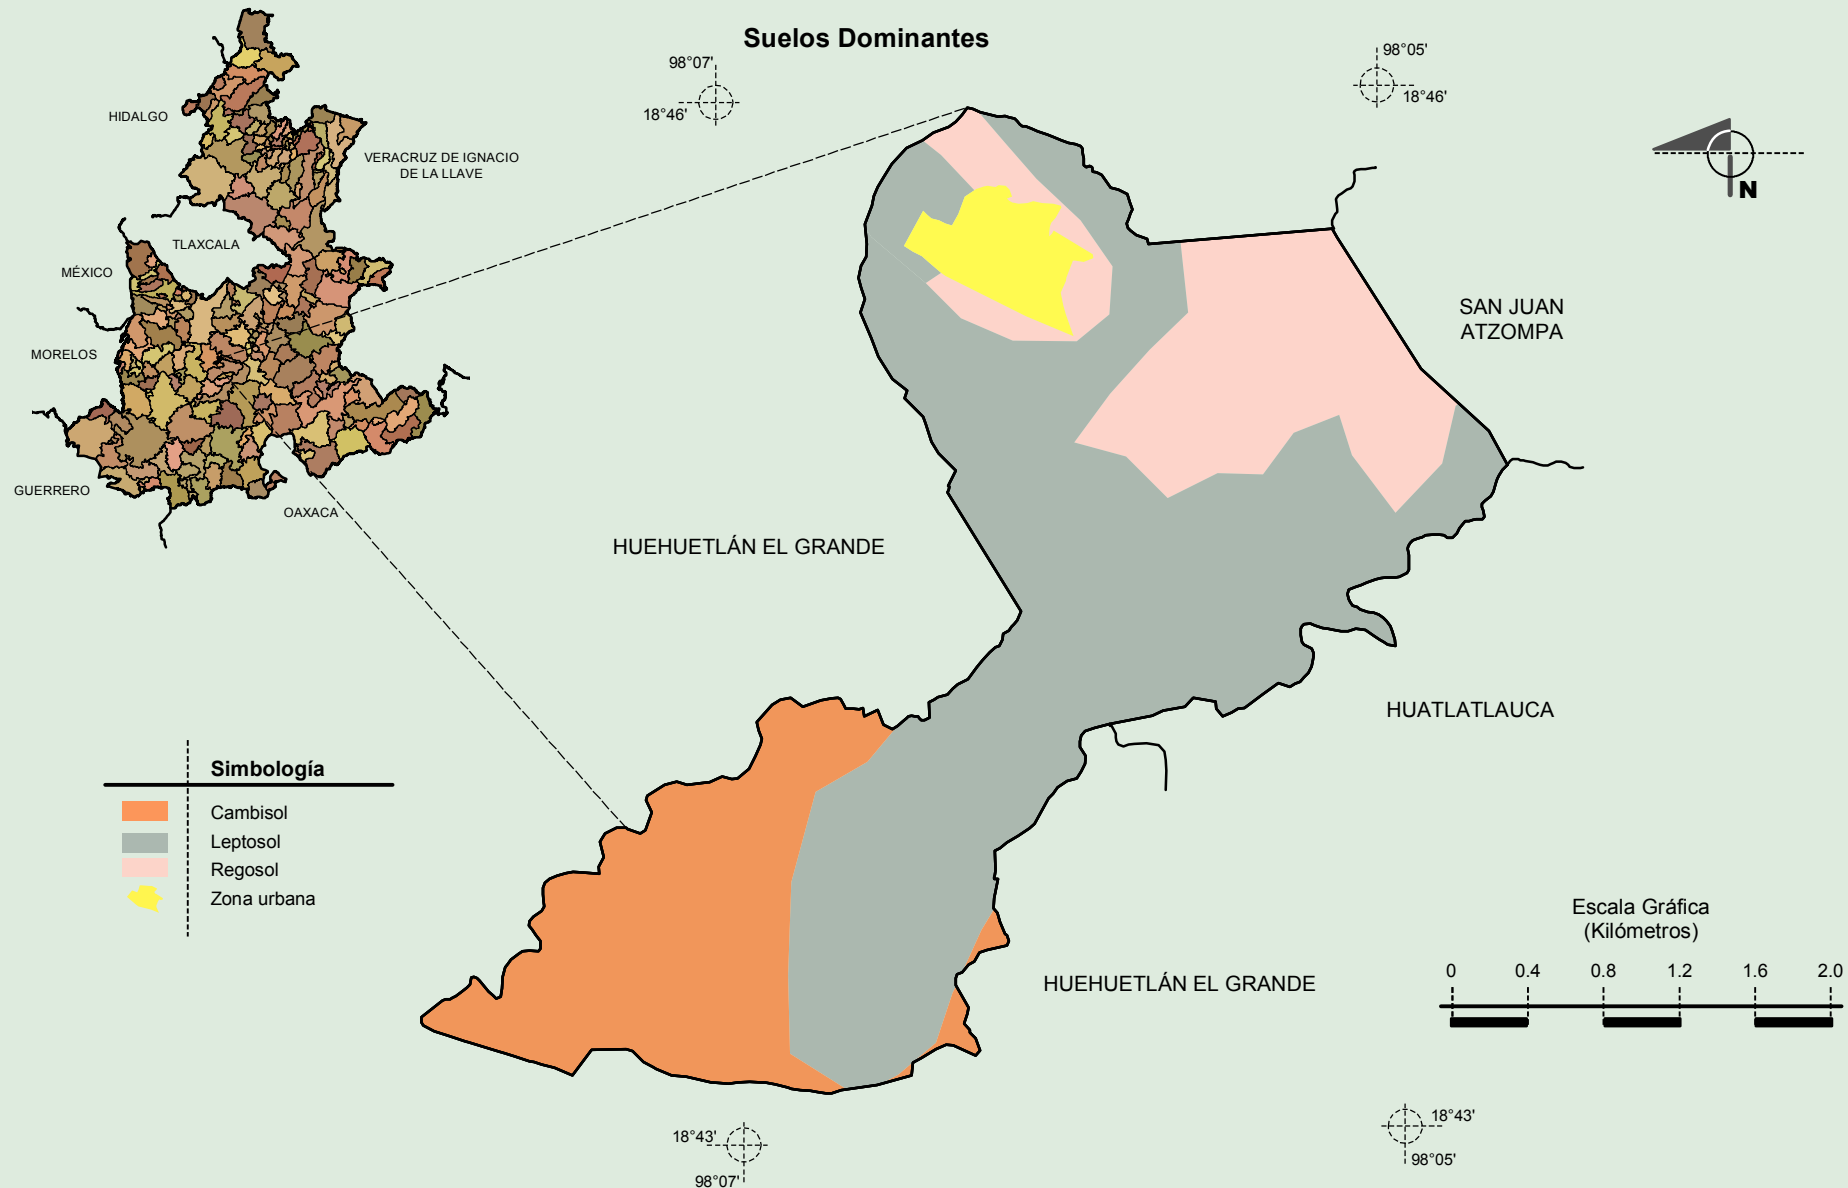 Suelos Dominantes
98°07'
18°46'
98°05'
18°46'
N
HIDALGO
VERACRUZ DE IGNACIO
DE LA LLAVE
TLAXCALA
MÉXICO
MORELOS
GUERRERO
OAXACA
SAN JUAN
ATZOMPA
HUEHUETLÁN EL GRANDE
HUATLATLAUCA
HUEHUETLÁN EL GRANDE
Simbología
Cambisol
Leptosol
Regosol
Zona urbana
Escala Gráfica
(Kilómetros)
0 0.4 0.8 1.2 1.6 2.0
18°43'
98°07'
18°43'
98°05'